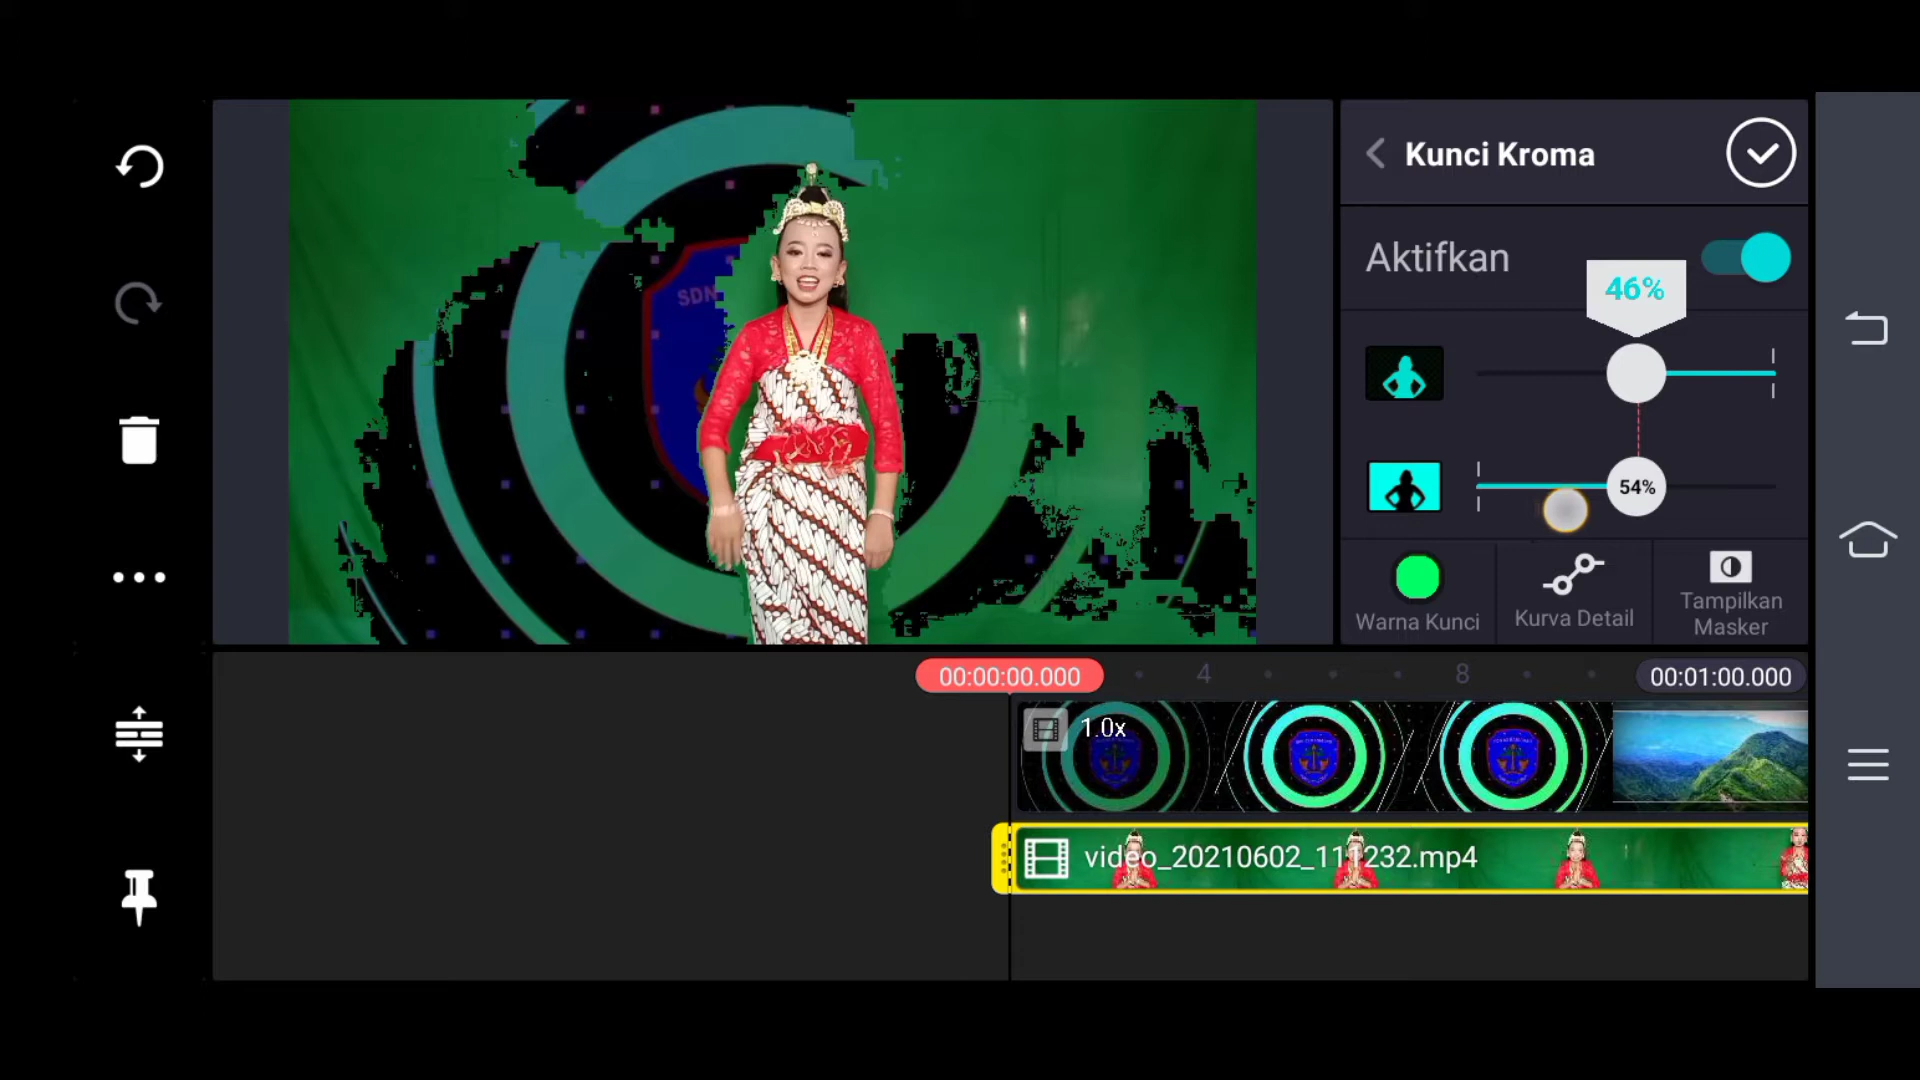 Kunci Kroma
Aktifkan
46%
54%
Warna Kunci
Kurva Detail
Tampilkan
Masker
SDN
00:00:00.000
4
8
00:01:00.000
1.0x
video_20210602_111232.mp4